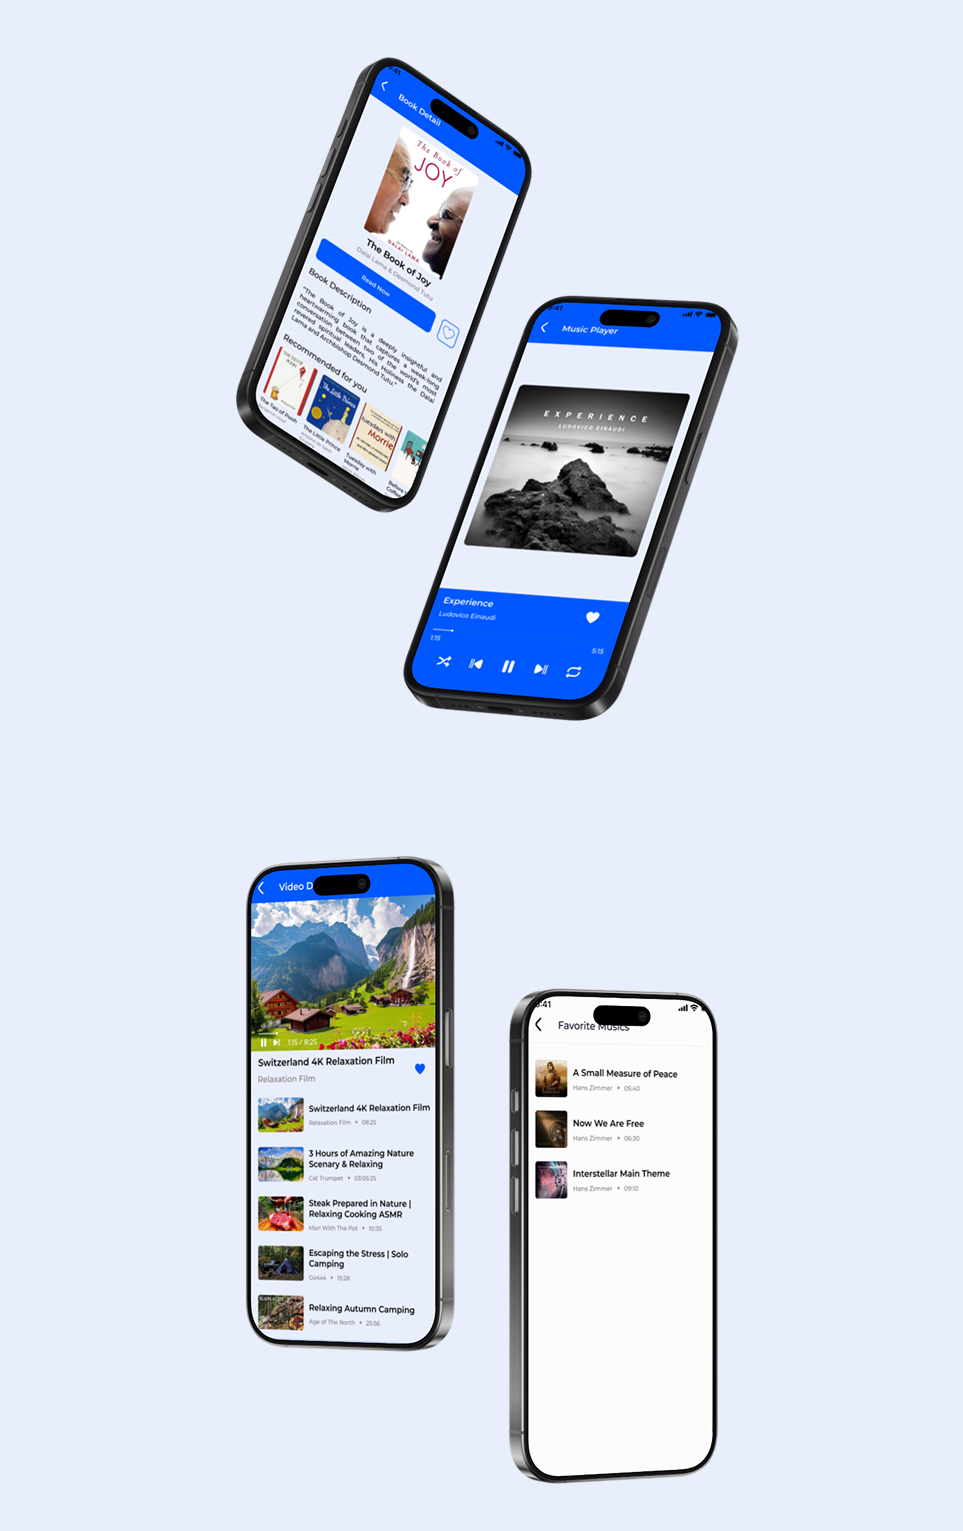 9:41
Book Detail
The Book of
JOY
DALAI LAMA
The Book of Joy
Dalai Lama & Desmond Tutu
Read Now
Book Description
"The Book of Joy is a deeply insightful and
heartwarming book that captures a week-long
conversation between two of the world's most
revered spiritual leaders, His Holiness the Dalai
Lama and Archbishop Desmond Tutu."
Recommended for you
The Little Prince
tuesdays with
Morrie
The Tao of Pooh
The Little Prince
Antoine de Saint
Tuesday with
Morrie
Before
Coffee
9:41
Music Player
EXPERIENCE
LUDOVICO EINAUDI
Experience
Ludovico Einaudi
1:15
5:15
Video D
1:15 / 8:25
Switzerland 4K Relaxation Film
Relaxation Film
Switzerland 4K Relaxation Film
Relaxation Film • 08:25
3 Hours of Amazing Nature
Scenary & Relaxing
Cat Trumpet • 03:05:25
Steak Prepared in Nature |
Relaxing Cooking ASMR
Man With The Pot • 10:35
Escaping the Stress | Solo
Camping
Go4x4 • 15:28
Relaxing Autumn Camping
Age of The North • 25:56
9:41
Favorite Musics
A Small Measure of Peace
Hans Zimmer • 05:40
Now We Are Free
Hans Zimmer • 06:30
Interstellar Main Theme
Hans Zimmer • 09:10